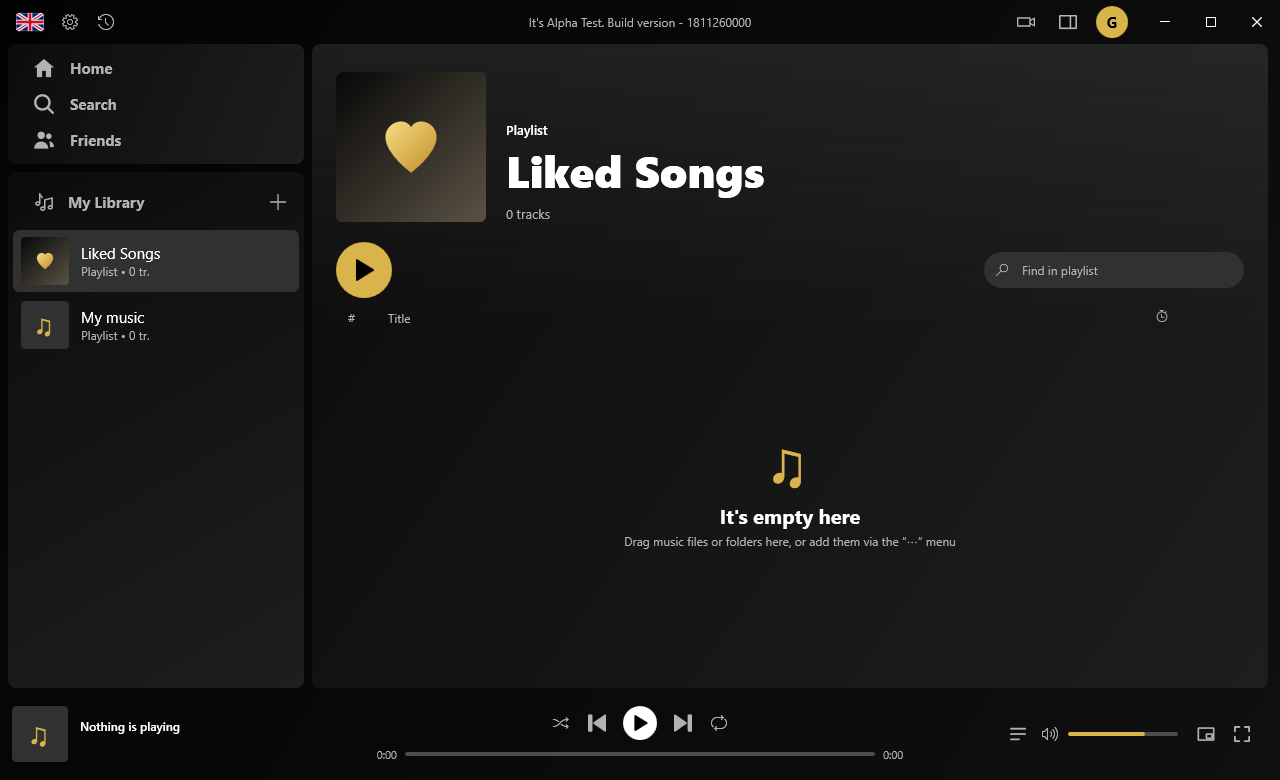 It's Alpha Test. Build version - 1811260000
G
Home
Search
Friends
My Library
Liked Songs
Playlist • 0 tr.
My music
Playlist • 0 tr.
Playlist
Liked Songs
0 tracks
Find in playlist
# Title
It's empty here
Drag music files or folders here, or add them via the “···” menu
Nothing is playing
0:00 0:00